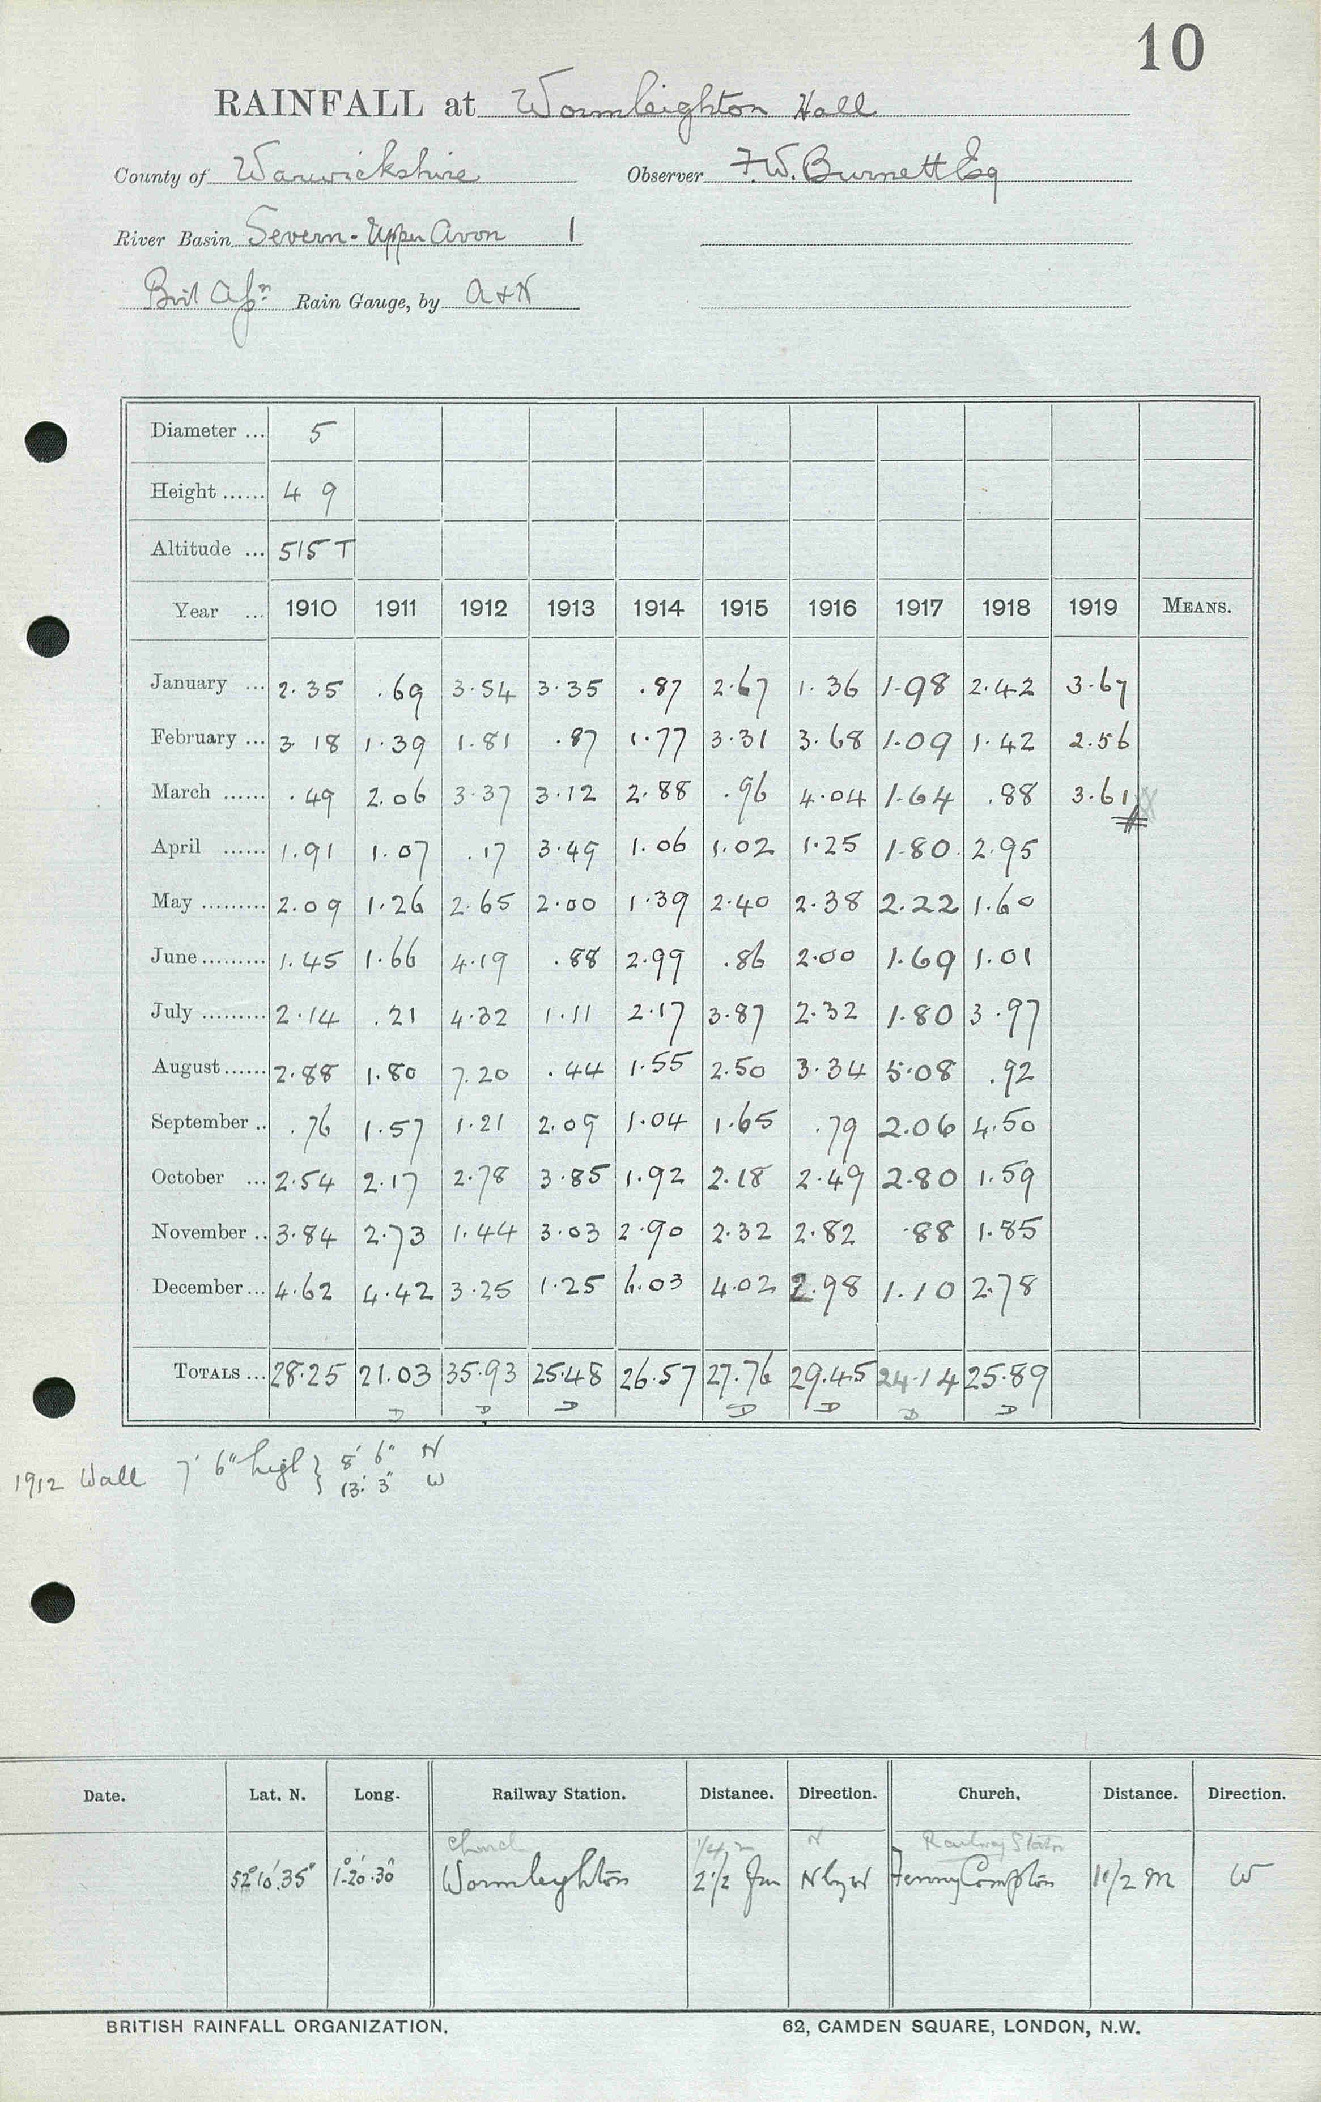 10
RAINFALL at Wormleighton Hall
County of Warwickshire Observer F.W. Burnett Esq
River Basin Severn - Upper Avon 1
Brit Assn Rain Gauge, by A & N
Diameter ... 5
Height ...... 4 9
Altitude ... 515 T
Year ... 1910 1911 1912 1913 1914 1915 1916 1917 1918 1919 MEANS.
January ... 2.35 .69 3.54 3.35 .87 2.67 1.36 1.98 2.42 3.67
February ... 3 18 1.39 1.81 .87 1.77 3.31 3.68 1.09 1.42 2.56
March ...... .49 2.06 3.37 3.12 2.88 .96 4.04 1.64 .88 3.61
April ...... 1.91 1.07 .17 3.49 1.06 1.02 1.25 1.80 2.95
May ......... 2.09 1.26 2.65 2.00 1.39 2.40 2.38 2.22 1.60
June ......... 1.45 1.66 4.19 .88 2.99 .86 2.00 1.69 1.01
July ......... 2.14 .21 4.32 1.11 2.17 3.87 2.32 1.80 3.97
August ...... 2.88 1.80 7.20 .44 1.55 2.50 3.34 5.08 .92
September .. .76 1.57 1.21 2.09 1.04 1.65 .79 2.06 4.50
October ... 2.54 2.17 2.78 3.85 1.92 2.18 2.49 2.80 1.59
November .. 3.84 2.73 1.44 3.03 2.90 2.32 2.82 .88 1.85
December ... 4.62 4.42 3.25 1.25 6.03 4.02 2.98 1.10 2.78
TOTALS ... 28.25 21.03 35.93 25.48 26.57 27.76 29.45 24.14 25.89
D D D D D D D
1912 Wall 7' 6" high } 8' 6" N
13' 3" W
Date. Lat. N. Long. Railway Station. Distance. Direction. Church. Distance. Direction.
Church N Railway Station
52° 10' 35" 1° 20' 30" Wormleighton 2 1/2 Fur N by W Fenny Compton 1 1/2 m W
BRITISH RAINFALL ORGANIZATION. 62, CAMDEN SQUARE, LONDON, N.W.